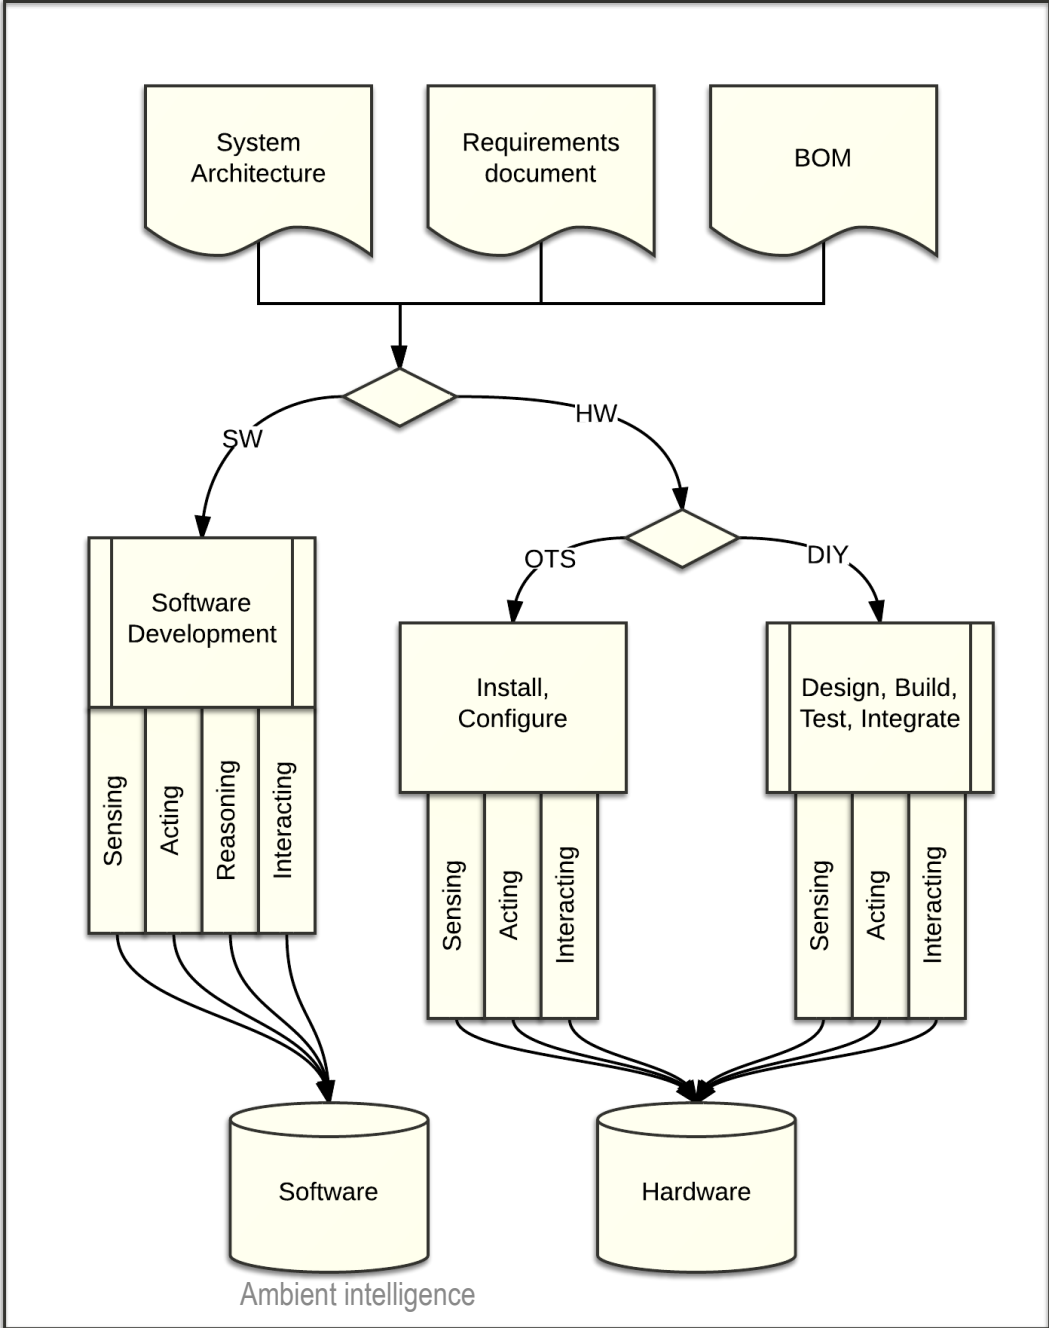 System
Architecture
Requirements
document
BOM
SW
HW
OTS
DIY
Software
Development
Install,
Configure
Design, Build,
Test, Integrate
Sensing
Acting
Reasoning
Interacting
Sensing
Acting
Interacting
Sensing
Acting
Interacting
Software
Hardware
Ambient intelligence